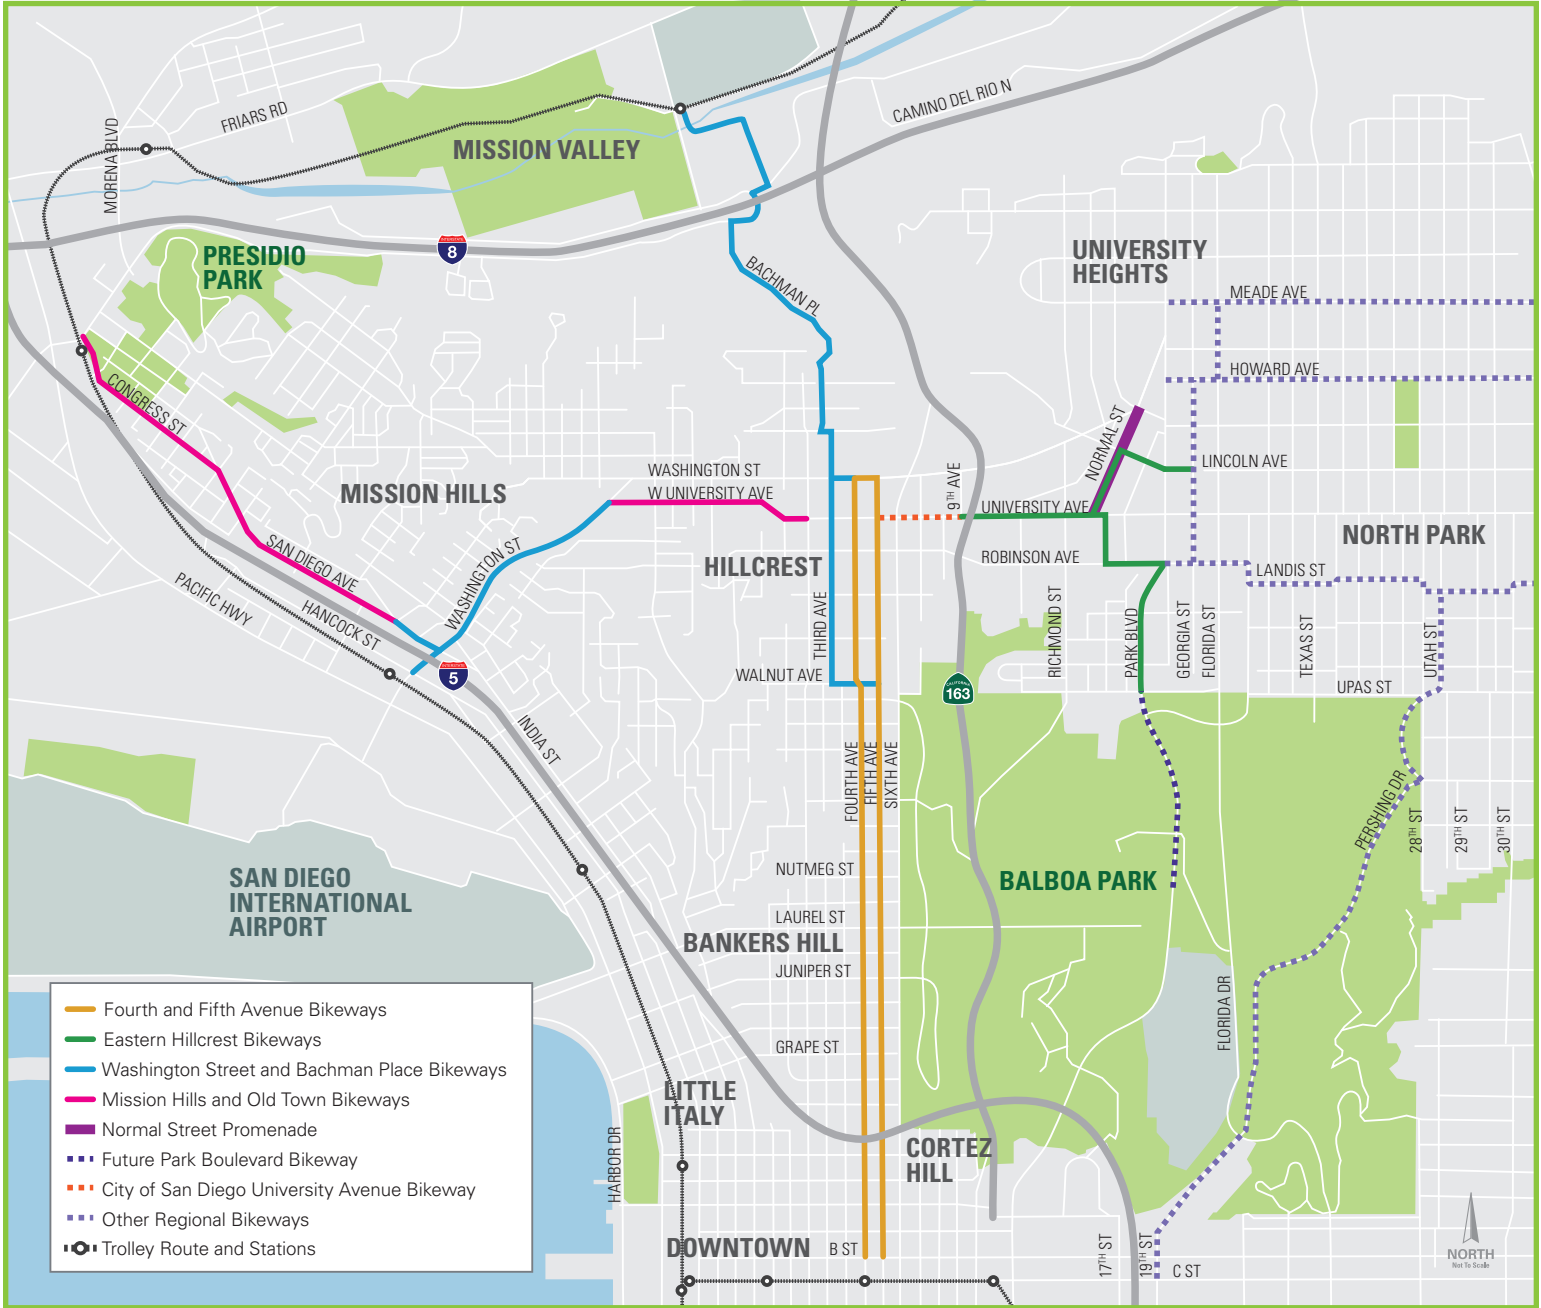 FRIARS RD
MORENA BLVD
MISSION VALLEY
CAMINO DEL RIO N
INTERSTATE
8
PRESIDIO
PARK
UNIVERSITY
HEIGHTS
BACHMAN PL
MEADE AVE
HOWARD AVE
CONGRESS ST
NORMAL ST
LINCOLN AVE
WASHINGTON ST
W UNIVERSITY AVE
MISSION HILLS
9TH AVE
UNIVERSITY AVE
NORTH PARK
ROBINSON AVE
LANDIS ST
HILLCREST
SAN DIEGO AVE
WASHINGTON ST
PACIFIC HWY
HANCOCK ST
THIRD AVE
RICHMOND ST
PARK BLVD
GEORGIA ST
FLORIDA ST
TEXAS ST
UTAH ST
WALNUT AVE
UPAS ST
INTERSTATE
5
CALIFORNIA
163
INDIA ST
FOURTH AVE
FIFTH AVE
SIXTH AVE
PERSHING DR
28TH ST
29TH ST
30TH ST
NUTMEG ST
BALBOA PARK
SAN DIEGO
INTERNATIONAL
AIRPORT
LAUREL ST
BANKERS HILL
JUNIPER ST
FLORIDA DR
GRAPE ST
LITTLE
ITALY
HARBOR DR
CORTEZ
HILL
DOWNTOWN
B ST
17TH ST
19TH ST
C ST
Fourth and Fifth Avenue Bikeways
Eastern Hillcrest Bikeways
Washington Street and Bachman Place Bikeways
Mission Hills and Old Town Bikeways
Normal Street Promenade
Future Park Boulevard Bikeway
City of San Diego University Avenue Bikeway
Other Regional Bikeways
Trolley Route and Stations
NORTH
Not To Scale